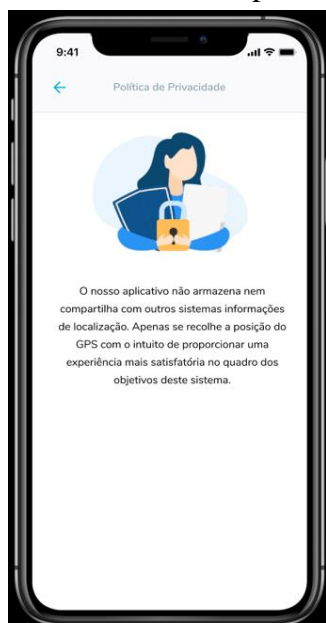 9:41
Política de Privacidade
O nosso aplicativo não armazena nem
compartilha com outros sistemas informações
de localização. Apenas se recolhe a posição do
GPS com o intuito de proporcionar uma
experiência mais satisfatória no quadro dos
objetivos deste sistema.